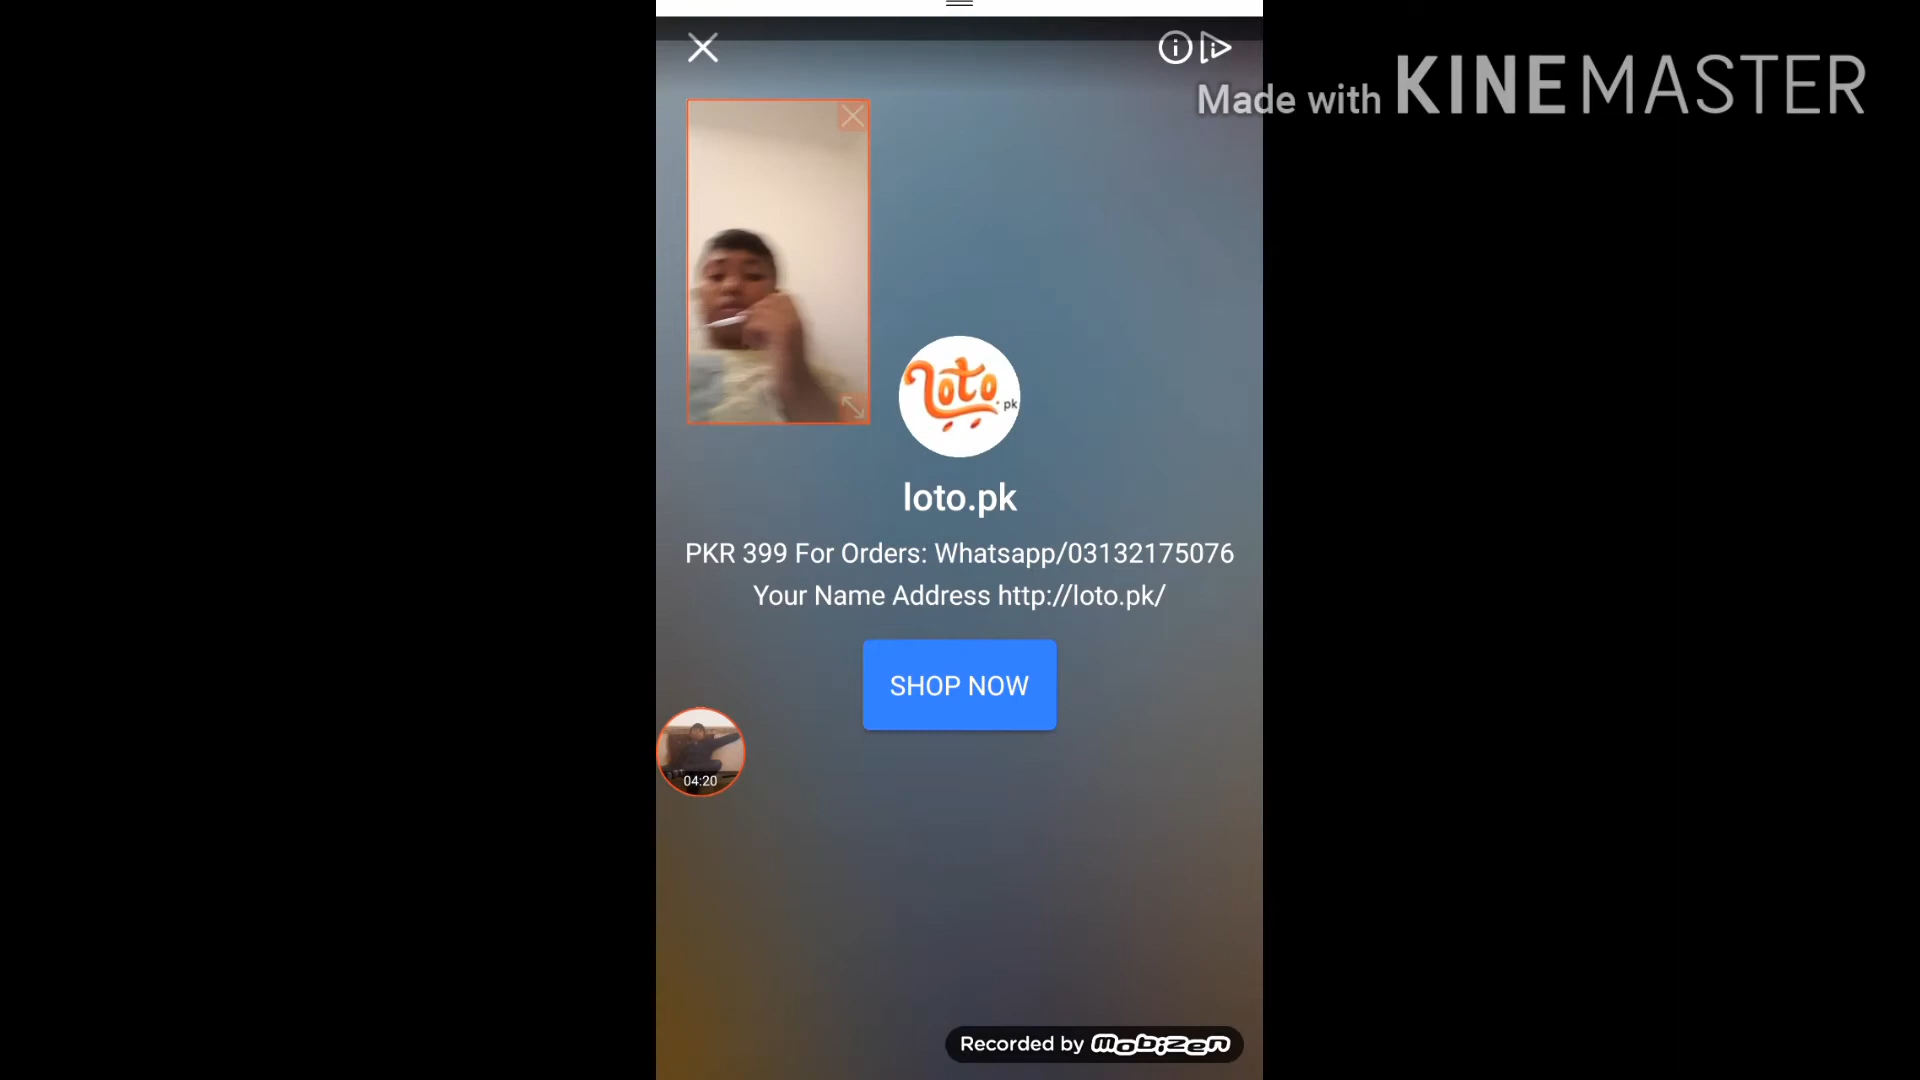 Made with KINEMASTER
loto.pk
loto.pk
PKR 399 For Orders: Whatsapp/03132175076
Your Name Address http://loto.pk/
SHOP NOW
04:20
Recorded by mobizen